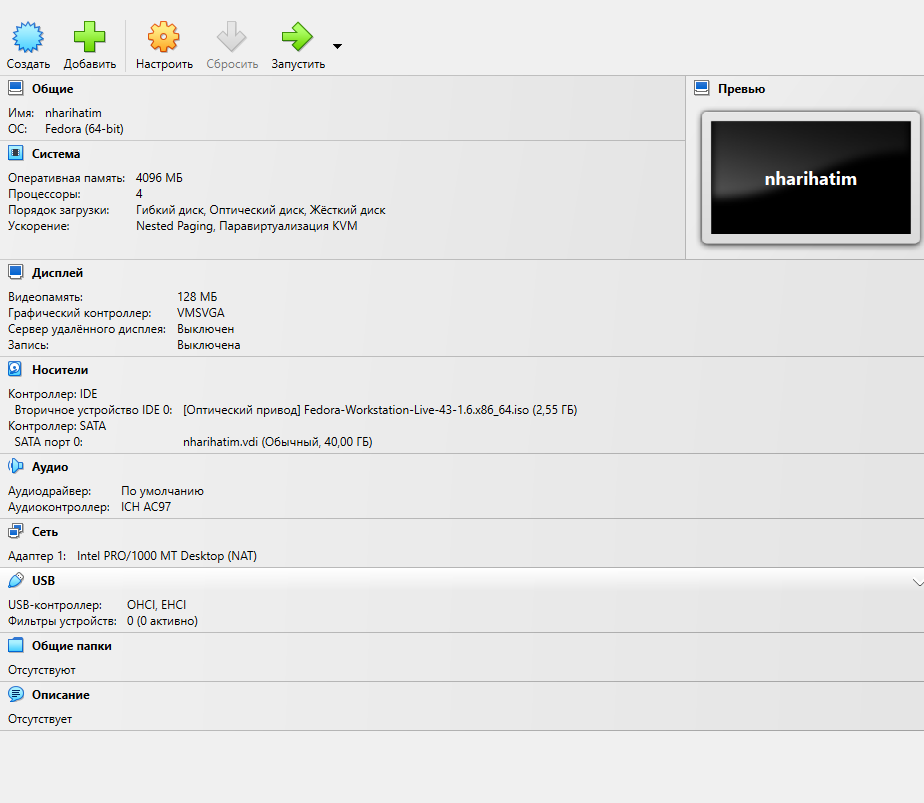 Создать Добавить Настроить Сбросить Запустить
Общие
Имя: nharihatim
ОС: Fedora (64-bit)
Превью
nharihatim
Система
Оперативная память: 4096 МБ
Процессоры: 4
Порядок загрузки: Гибкий диск, Оптический диск, Жёсткий диск
Ускорение: Nested Paging, Паравиртуализация KVM
Дисплей
Видеопамять: 128 МБ
Графический контроллер: VMSVGA
Сервер удалённого дисплея: Выключен
Запись: Выключена
Носители
Контроллер: IDE
Вторичное устройство IDE 0: [Оптический привод] Fedora-Workstation-Live-43-1.6.x86_64.iso (2,55 ГБ)
Контроллер: SATA
SATA порт 0: nharihatim.vdi (Обычный, 40,00 ГБ)
Аудио
Аудиодрайвер: По умолчанию
Аудиоконтроллер: ICH AC97
Сеть
Адаптер 1: Intel PRO/1000 MT Desktop (NAT)
USB
USB-контроллер: OHCI, EHCI
Фильтры устройств: 0 (0 активно)
Общие папки
Отсутствуют
Описание
Отсутствует